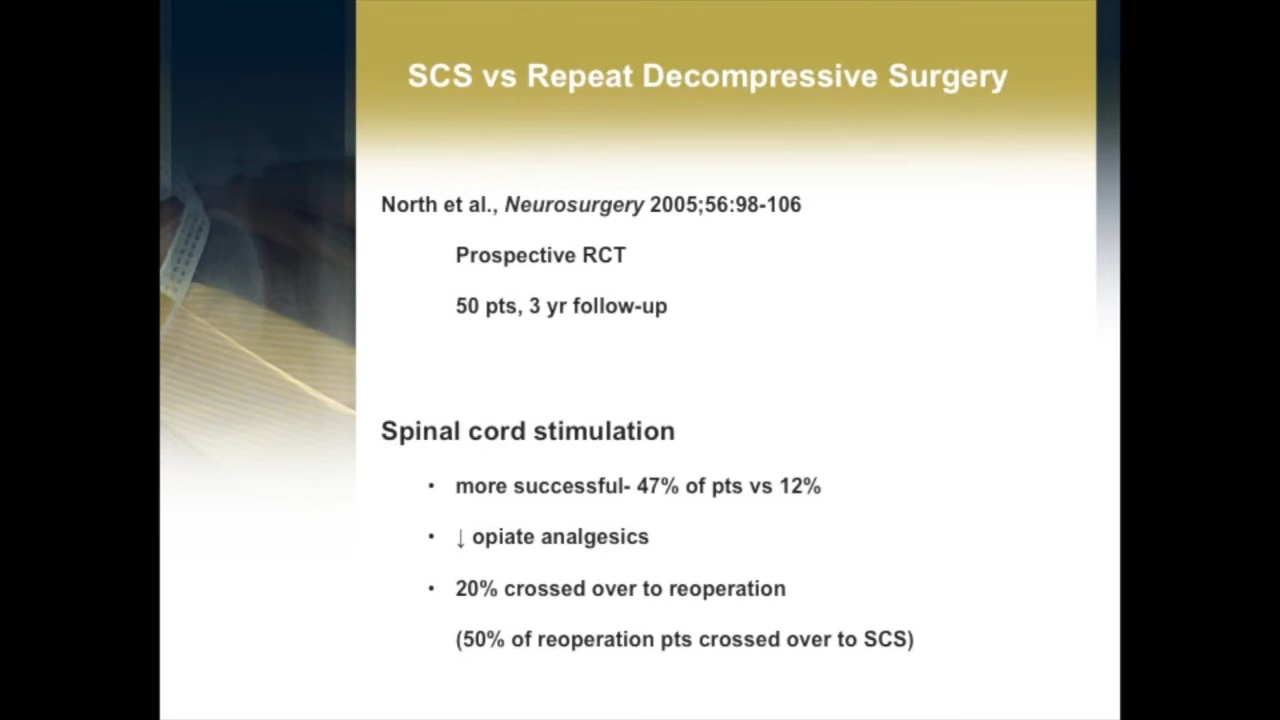 SCS vs Repeat Decompressive Surgery
North et al., Neurosurgery 2005;56:98-106
Prospective RCT
50 pts, 3 yr follow-up
Spinal cord stimulation
• more successful- 47% of pts vs 12%
• ↓ opiate analgesics
• 20% crossed over to reoperation
(50% of reoperation pts crossed over to SCS)